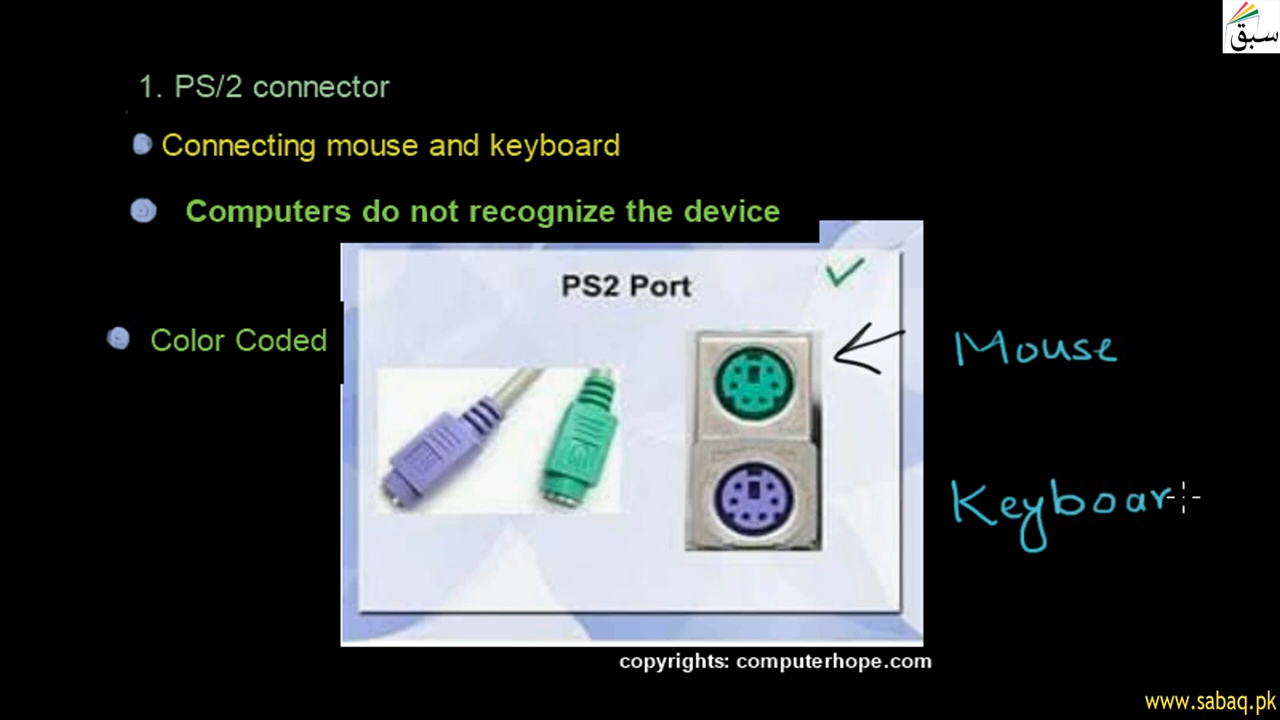 سبق
1. PS/2 connector
Connecting mouse and keyboard
Computers do not recognize the device
PS2 Port
Color Coded
Mouse
Keyboar
copyrights: computerhope.com
www.sabaq.pk